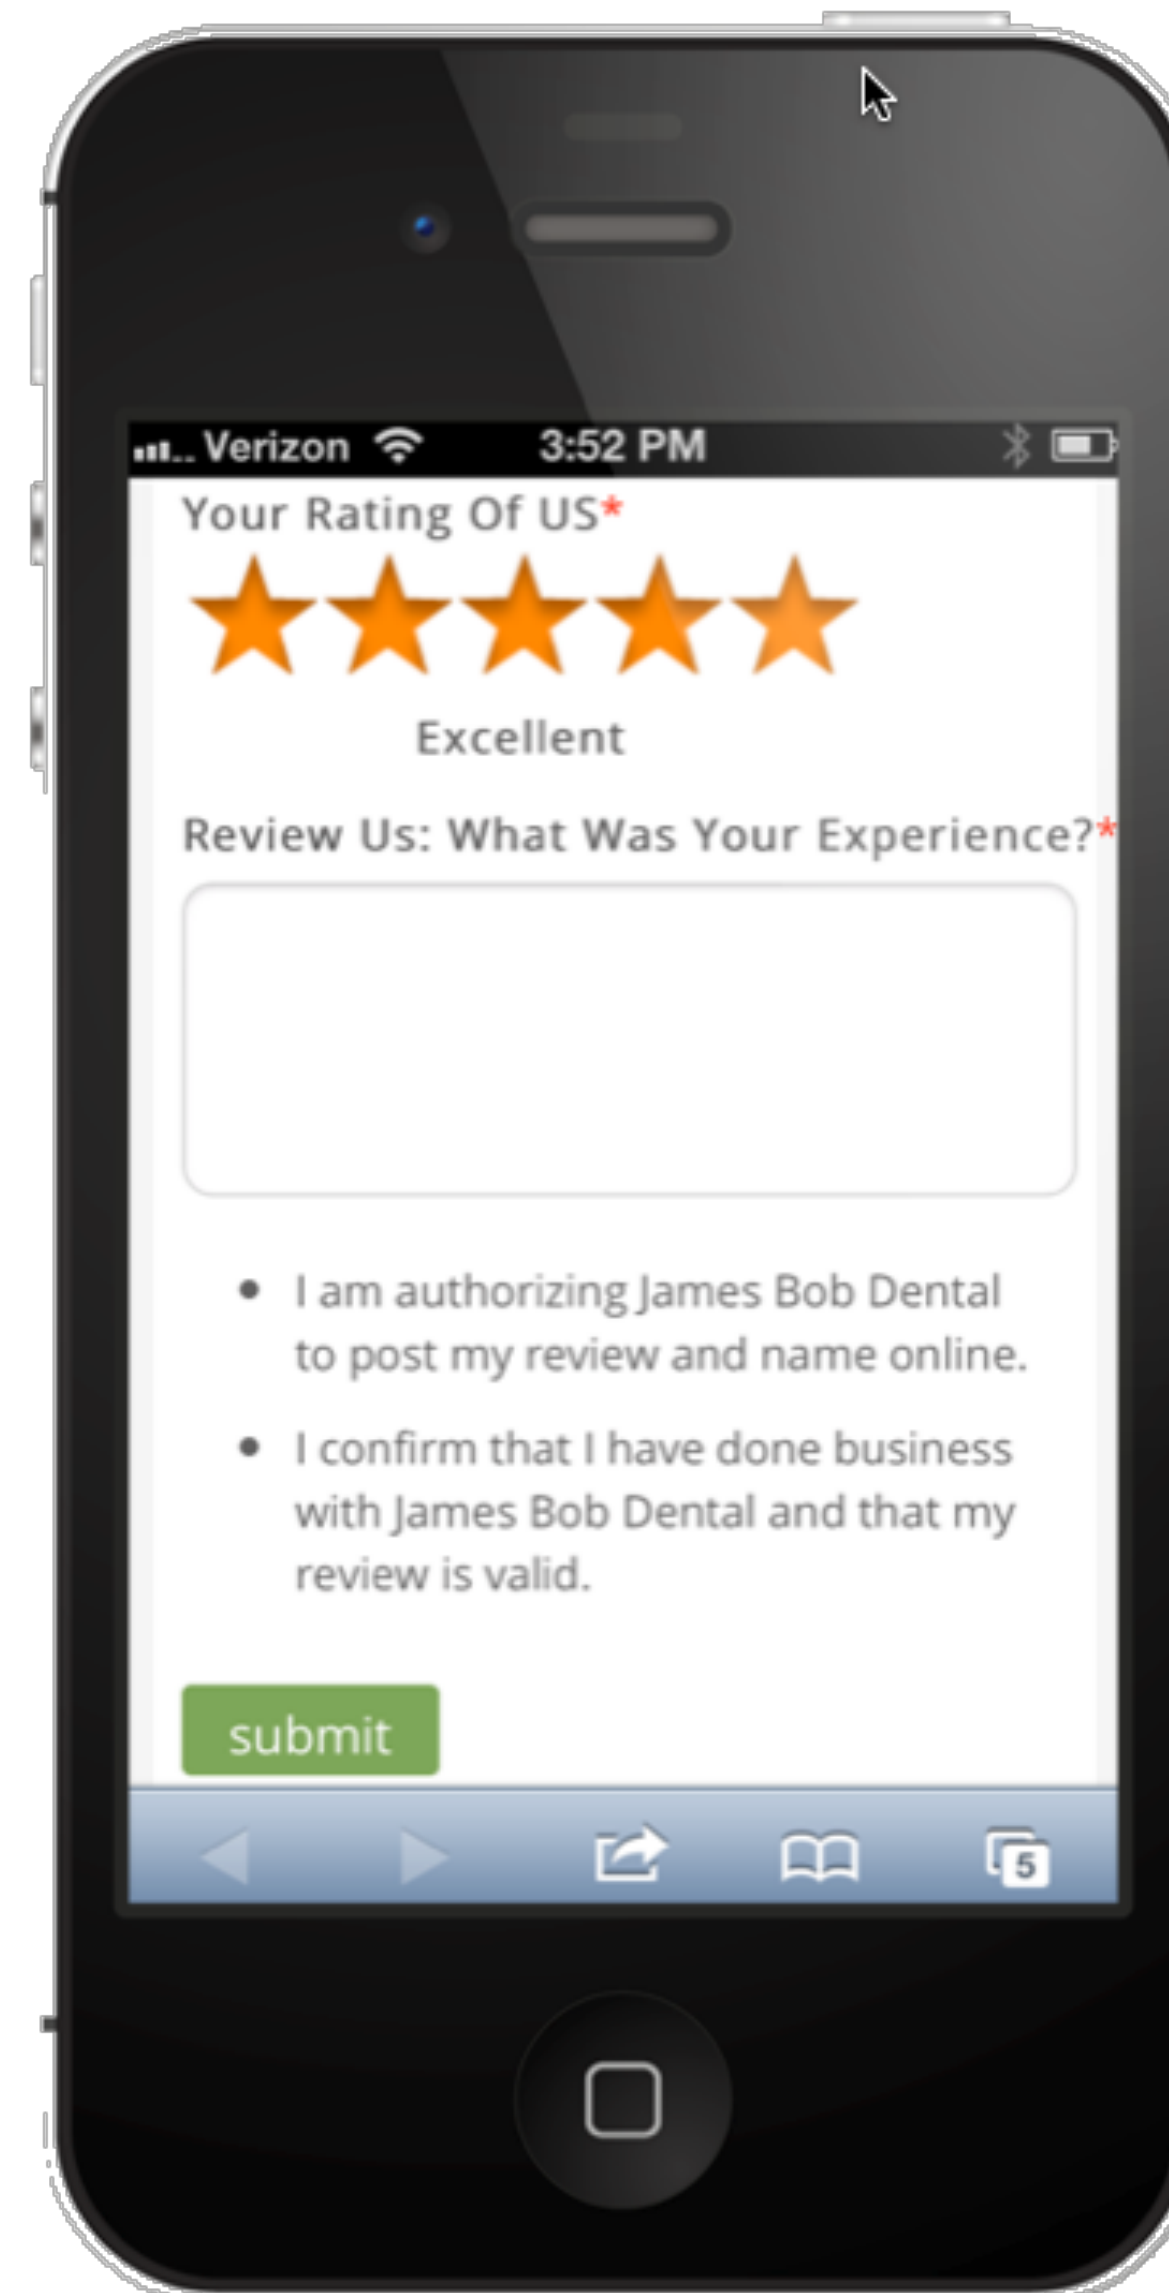 Verizon 3:52 PM
Your Rating Of US*
Excellent
Review Us: What Was Your Experience?*
• I am authorizing James Bob Dental
to post my review and name online.
• I confirm that I have done business
with James Bob Dental and that my
review is valid.
submit
5